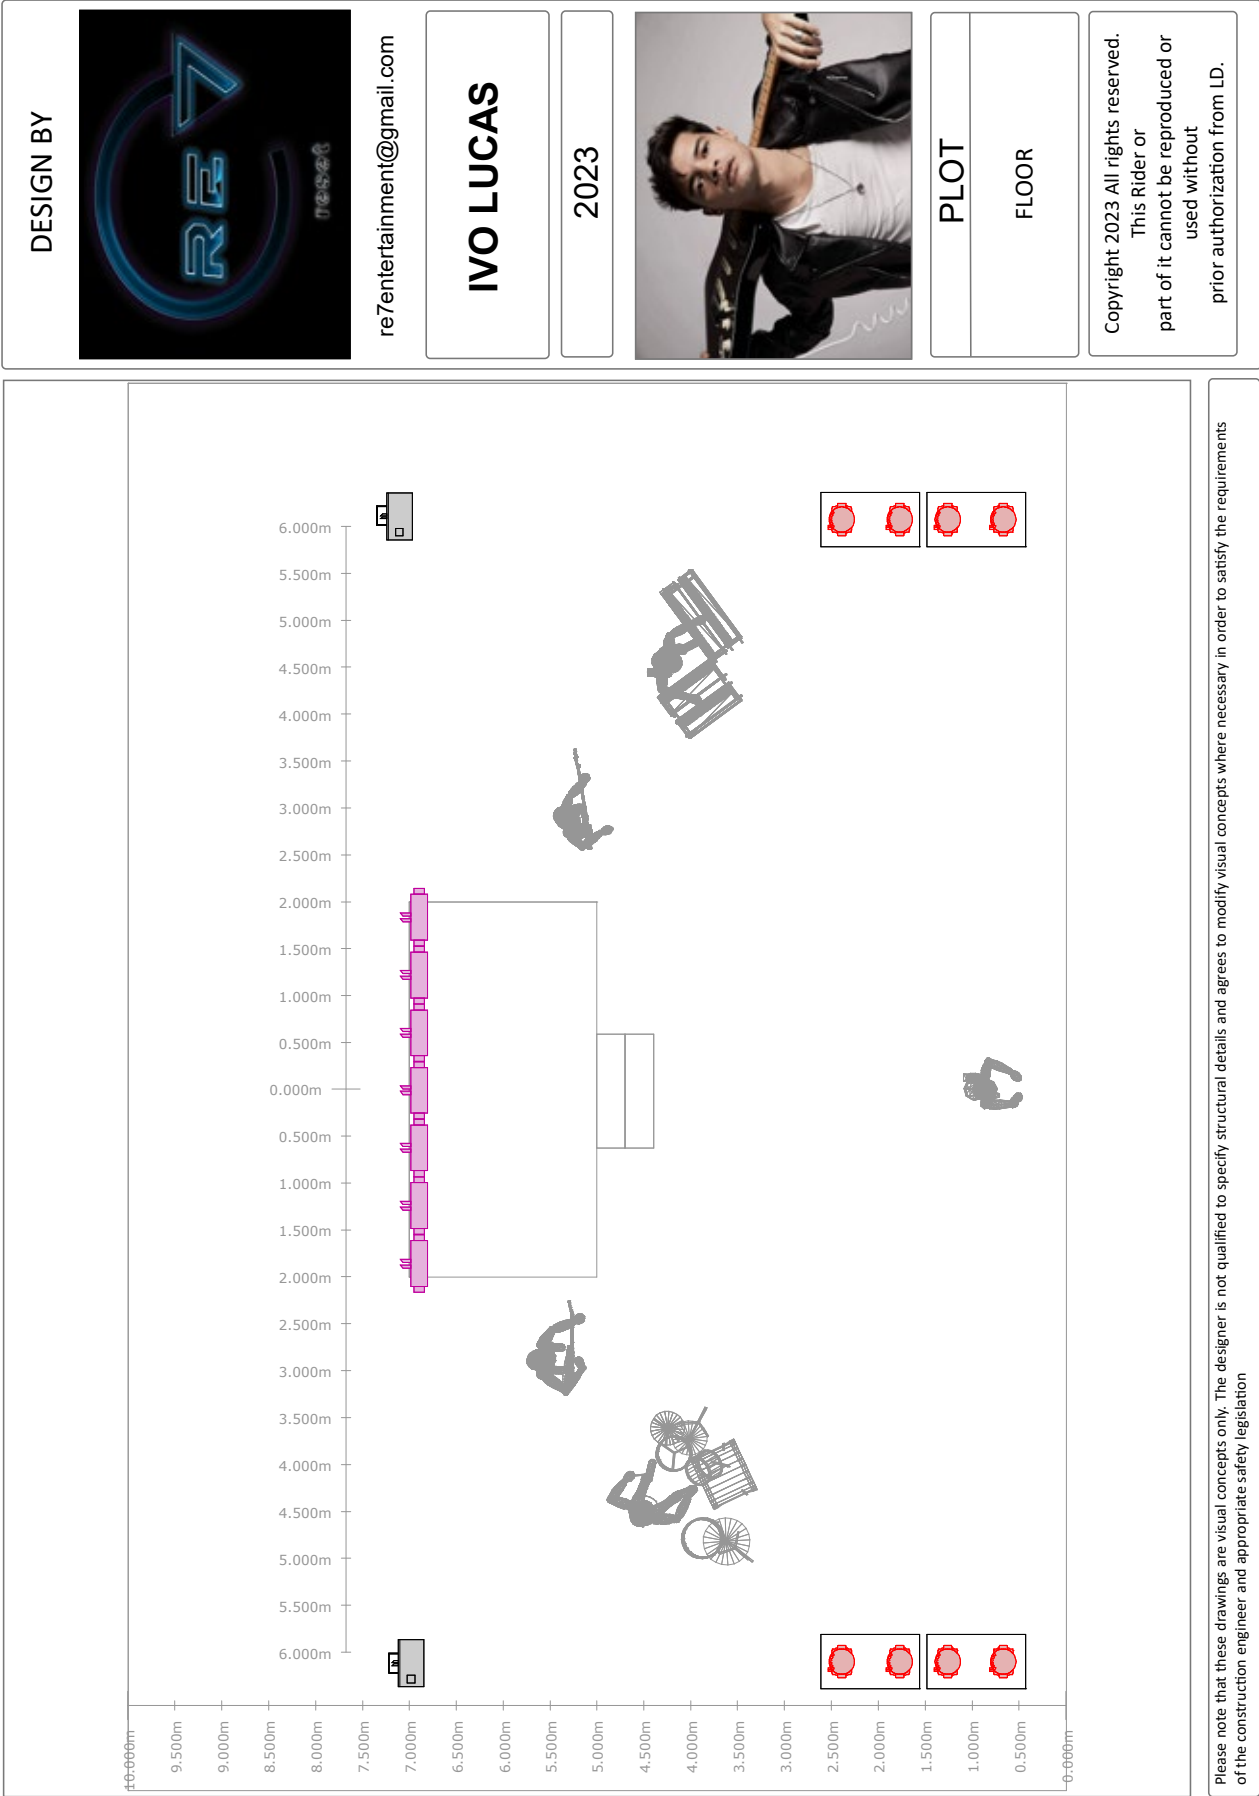 DESIGN BY
RE7
reset
re7entertainment@gmail.com
IVO LUCAS
2023
PLOT
FLOOR
Copyright 2023 All rights reserved.
This Rider or
part of it cannot be reproduced or
used without
prior authorization from LD.
6.000m
5.500m
5.000m
4.500m
4.000m
3.500m
3.000m
2.500m
2.000m
1.500m
1.000m
0.500m
0.000m
0.500m
1.000m
1.500m
2.000m
2.500m
3.000m
3.500m
4.000m
4.500m
5.000m
5.500m
6.000m
10.000m
9.500m
9.000m
8.500m
8.000m
7.500m
7.000m
6.500m
6.000m
5.500m
5.000m
4.500m
4.000m
3.500m
3.000m
2.500m
2.000m
1.500m
1.000m
0.500m
0.000m
Please note that these drawings are visual concepts only. The designer is not qualified to specify structural details and agrees to modify visual concepts where necessary in order to satisfy the requirements
of the construction engineer and appropriate safety legislation